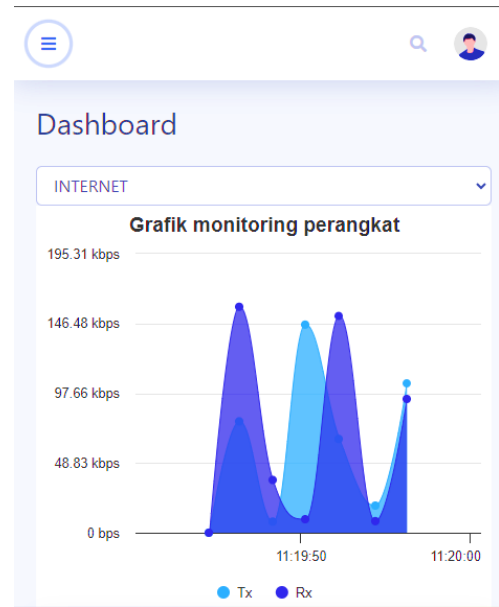 Dashboard
INTERNET
Grafik monitoring perangkat
195.31 kbps
146.48 kbps
97.66 kbps
48.83 kbps
0 bps
11:19:50 11:20:00
Tx Rx